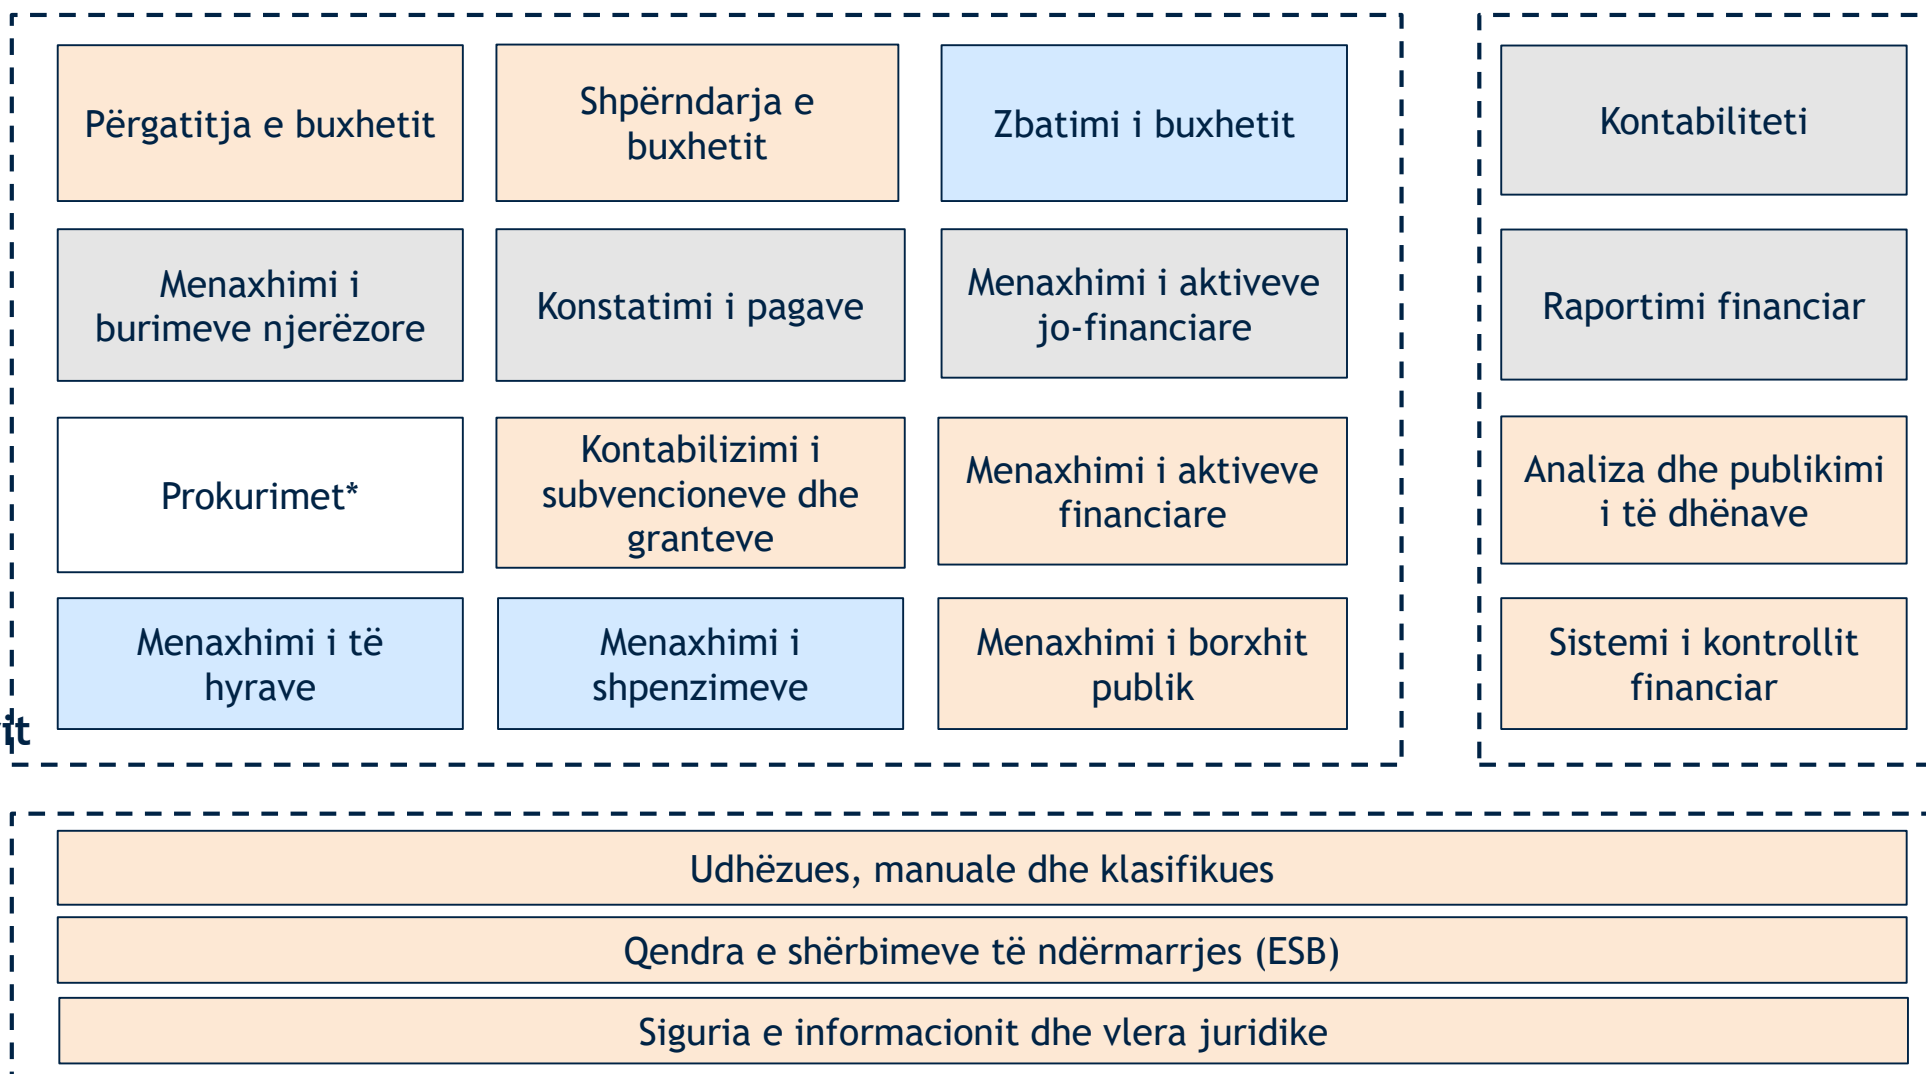 Përgatitja e buxhetit
Shpërndarja e
buxhetit
Zbatimi i buxhetit
Kontabiliteti
Menaxhimi i
burimeve njerëzore
Konstatimi i pagave
Menaxhimi i aktiveve
jo-financiare
Raportimi financiar
Prokurimet*
Kontabilizimi i
subvencioneve dhe
granteve
Menaxhimi i aktiveve
financiare
Analiza dhe publikimi
i të dhënave
Menaxhimi i të
hyrave
Menaxhimi i
shpenzimeve
Menaxhimi i borxhit
publik
Sistemi i kontrollit
financiar
Udhëzues, manuale dhe klasifikues
Qendra e shërbimeve të ndërmarrjes (ESB)
Siguria e informacionit dhe vlera juridike